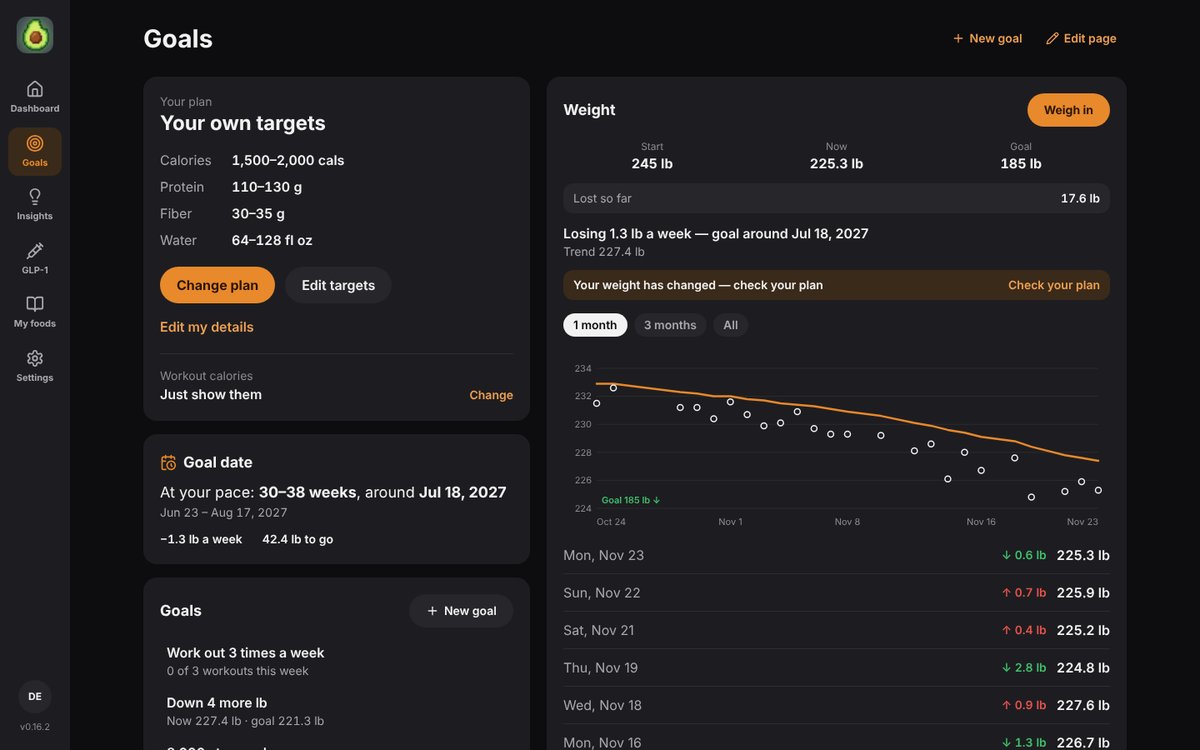 Goals
+ New goal
Edit page
Dashboard
Goals
Insights
GLP-1
My foods
Settings
DE
v0.16.2
Your plan
Your own targets
Calories 1,500–2,000 cals
Protein 110–130 g
Fiber 30–35 g
Water 64–128 fl oz
Change plan
Edit targets
Edit my details
Workout calories
Just show them
Change
Goal date
At your pace: 30–38 weeks, around Jul 18, 2027
Jun 23 – Aug 17, 2027
−1.3 lb a week 42.4 lb to go
Goals
+ New goal
Work out 3 times a week
0 of 3 workouts this week
Down 4 more lb
Now 227.4 lb · goal 221.3 lb
Weight
Weigh in
Start Now Goal
245 lb 225.3 lb 185 lb
Lost so far 17.6 lb
Losing 1.3 lb a week — goal around Jul 18, 2027
Trend 227.4 lb
Your weight has changed — check your plan
Check your plan
1 month
3 months
All
234
232
230
228
226
224
Goal 185 lb ↓
Oct 24 Nov 1 Nov 8 Nov 16 Nov 23
Mon, Nov 23 ↓ 0.6 lb 225.3 lb
Sun, Nov 22 ↑ 0.7 lb 225.9 lb
Sat, Nov 21 ↑ 0.4 lb 225.2 lb
Thu, Nov 19 ↓ 2.8 lb 224.8 lb
Wed, Nov 18 ↑ 0.9 lb 227.6 lb
Mon, Nov 16 ↓ 1.3 lb 226.7 lb